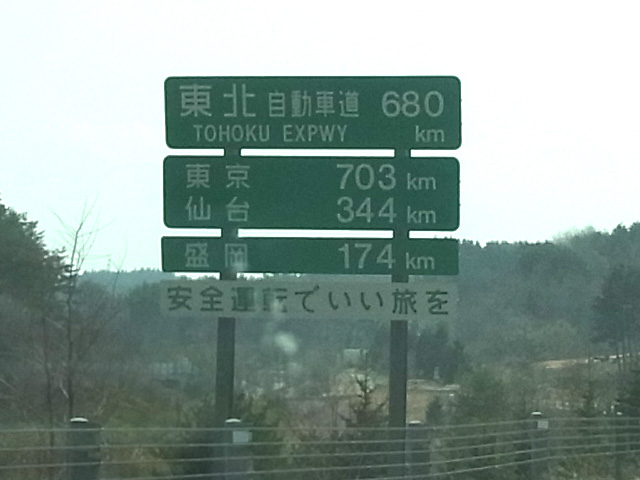 東北自動車道 680 km
TOHOKU EXPWY
東京 703 km
仙台 344 km
盛岡 174 km
安全運転でいい旅を